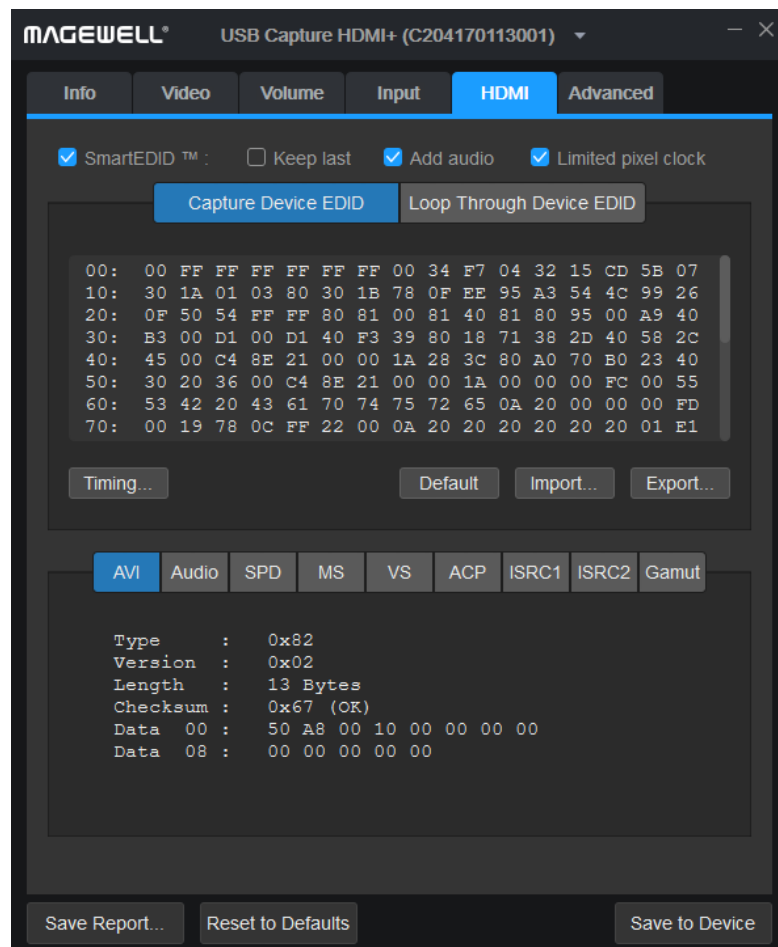 MAGEWELL® USB Capture HDMI+ (C204170113001)
Info Video Volume Input HDMI Advanced
SmartEDID ™ : Keep last Add audio Limited pixel clock
Capture Device EDID Loop Through Device EDID
00: 00 FF FF FF FF FF FF 00 34 F7 04 32 15 CD 5B 07
10: 30 1A 01 03 80 30 1B 78 0F EE 95 A3 54 4C 99 26
20: 0F 50 54 FF FF 80 81 00 81 40 81 80 95 00 A9 40
30: B3 00 D1 00 D1 40 F3 39 80 18 71 38 2D 40 58 2C
40: 45 00 C4 8E 21 00 00 1A 28 3C 80 A0 70 B0 23 40
50: 30 20 36 00 C4 8E 21 00 00 1A 00 00 00 FC 00 55
60: 53 42 20 43 61 70 74 75 72 65 0A 20 00 00 00 FD
70: 00 19 78 0C FF 22 00 0A 20 20 20 20 20 20 01 E1
Timing... Default Import... Export...
AVI Audio SPD MS VS ACP ISRC1 ISRC2 Gamut
Type : 0x82
Version : 0x02
Length : 13 Bytes
Checksum : 0x67 (OK)
Data 00 : 50 A8 00 10 00 00 00 00
Data 08 : 00 00 00 00 00
Save Report... Reset to Defaults Save to Device